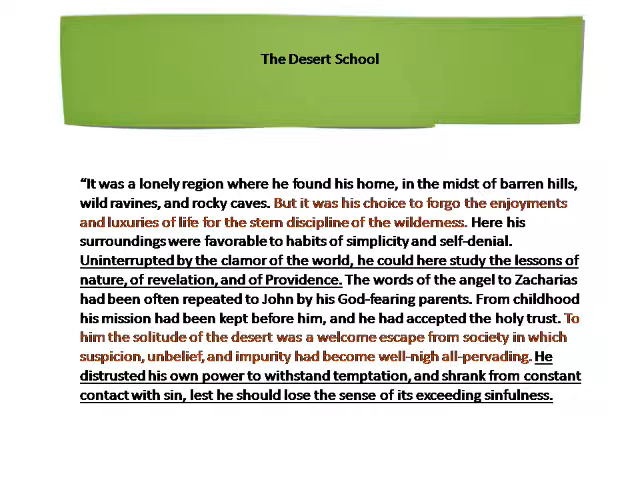 The Desert School
“It was a lonely region where he found his home, in the midst of barren hills,
wild ravines, and rocky caves. But it was his choice to forgo the enjoyments
and luxuries of life for the stern discipline of the wilderness. Here his
surroundings were favorable to habits of simplicity and self-denial.
Uninterrupted by the clamor of the world, he could here study the lessons of
nature, of revelation, and of Providence. The words of the angel to Zacharias
had been often repeated to John by his God-fearing parents. From childhood
his mission had been kept before him, and he had accepted the holy trust. To
him the solitude of the desert was a welcome escape from society in which
suspicion, unbelief, and impurity had become well-nigh all-pervading. He
distrusted his own power to withstand temptation, and shrank from constant
contact with sin, lest he should lose the sense of its exceeding sinfulness.